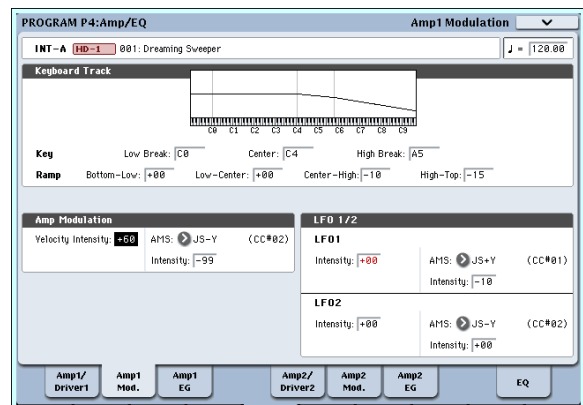 PROGRAM P4:Amp/EQ Amp1 Modulation
INT-A HD-1 001: Dreaming Sweeper ♩ = 120.00
Keyboard Track
C0 C1 C2 C3 C4 C5 C6 C7 C8 C9
Key Low Break: C0 Center: C4 High Break: A5
Ramp Bottom-Low: +00 Low-Center: +00 Center-High: -10 High-Top: -15
Amp Modulation
Velocity Intensity: +60 AMS: JS-Y (CC#02)
Intensity: -99
LFO 1/2
LFO1
Intensity: +00 AMS: JS+Y (CC#01)
Intensity: -10
LFO2
Intensity: +00 AMS: JS-Y (CC#02)
Intensity: +00
Amp1/ Driver1
Amp1 Mod.
Amp1 EG
Amp2/ Driver2
Amp2 Mod.
Amp2 EG
EQ